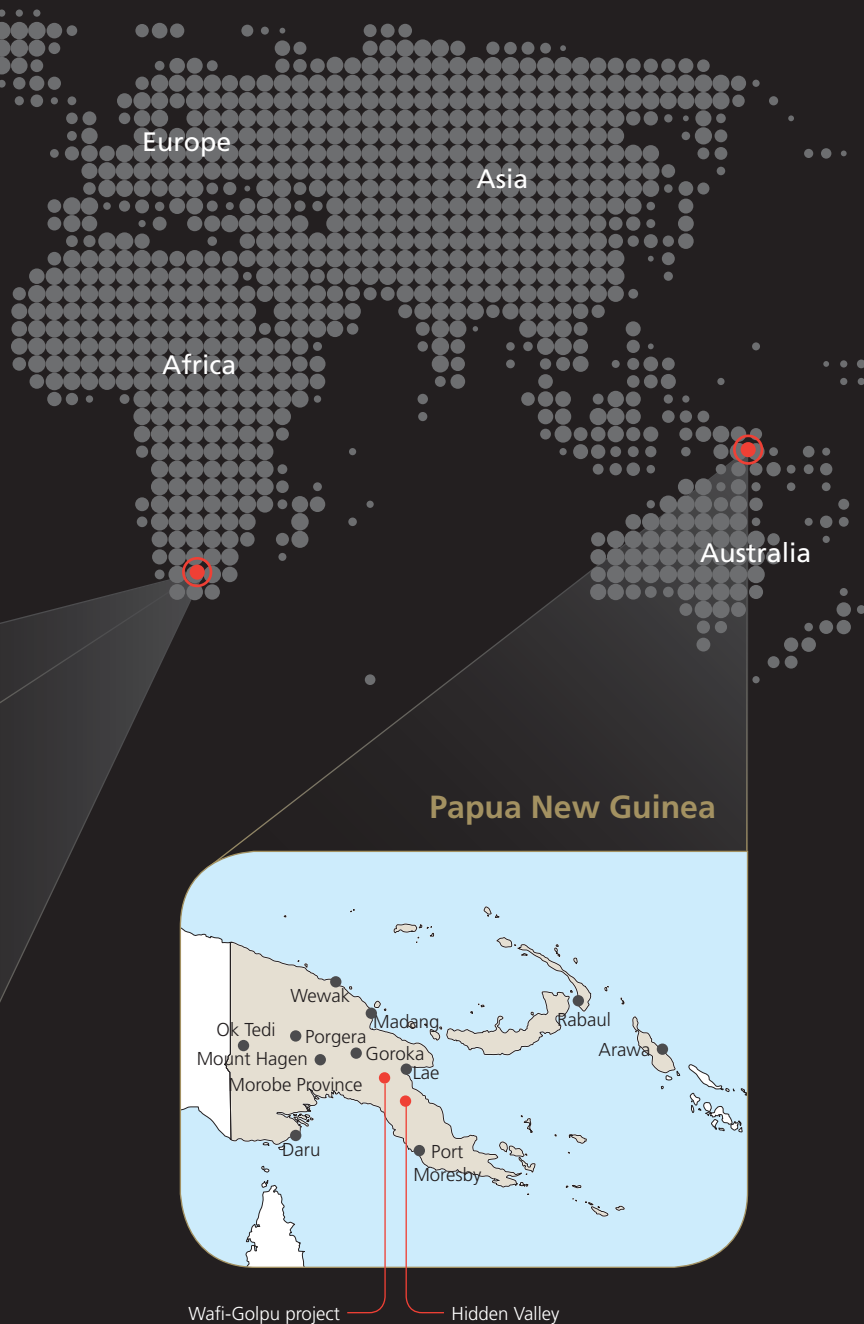 Europe
Asia
Africa
Australia
Papua New Guinea
Wewak
Madang
Rabaul
Ok Tedi
Porgera
Arawa
Mount Hagen
Goroka
Lae
Morobe Province
Daru
Port
Moresby
Wafi-Golpu project
Hidden Valley